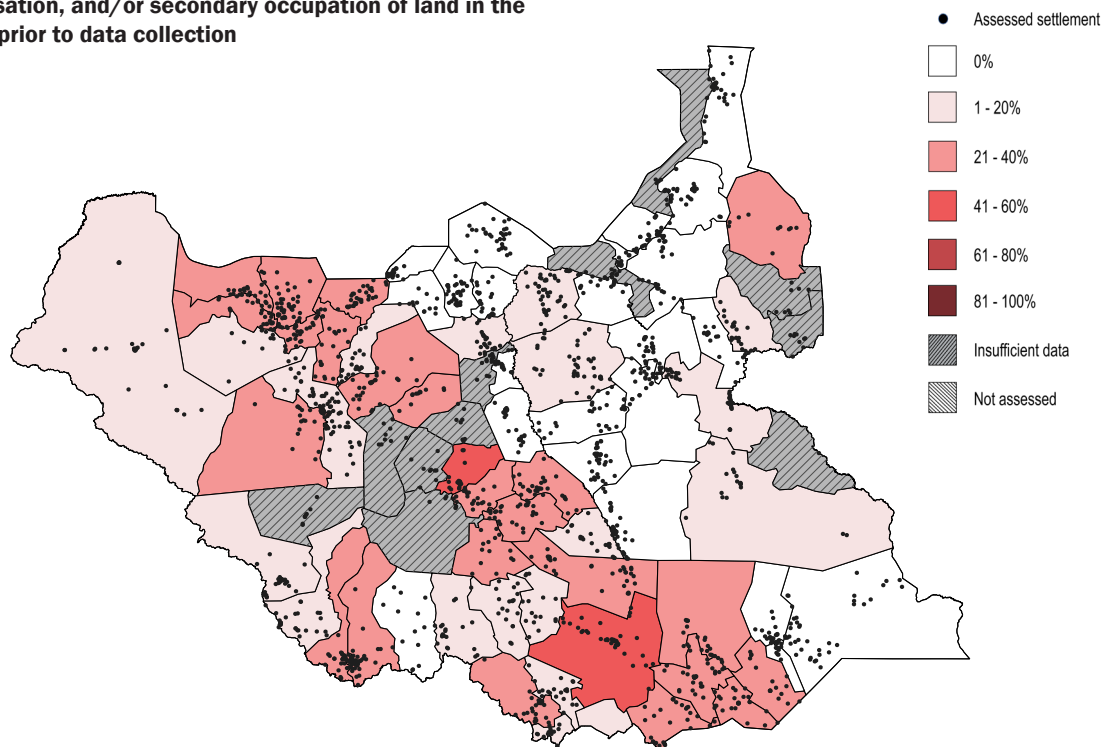 and/or secondary occupation of land in the
prior to data collection
Assessed settlement
0%
1 - 20%
21 - 40%
41 - 60%
61 - 80%
81 - 100%
Insufficient data
Not assessed